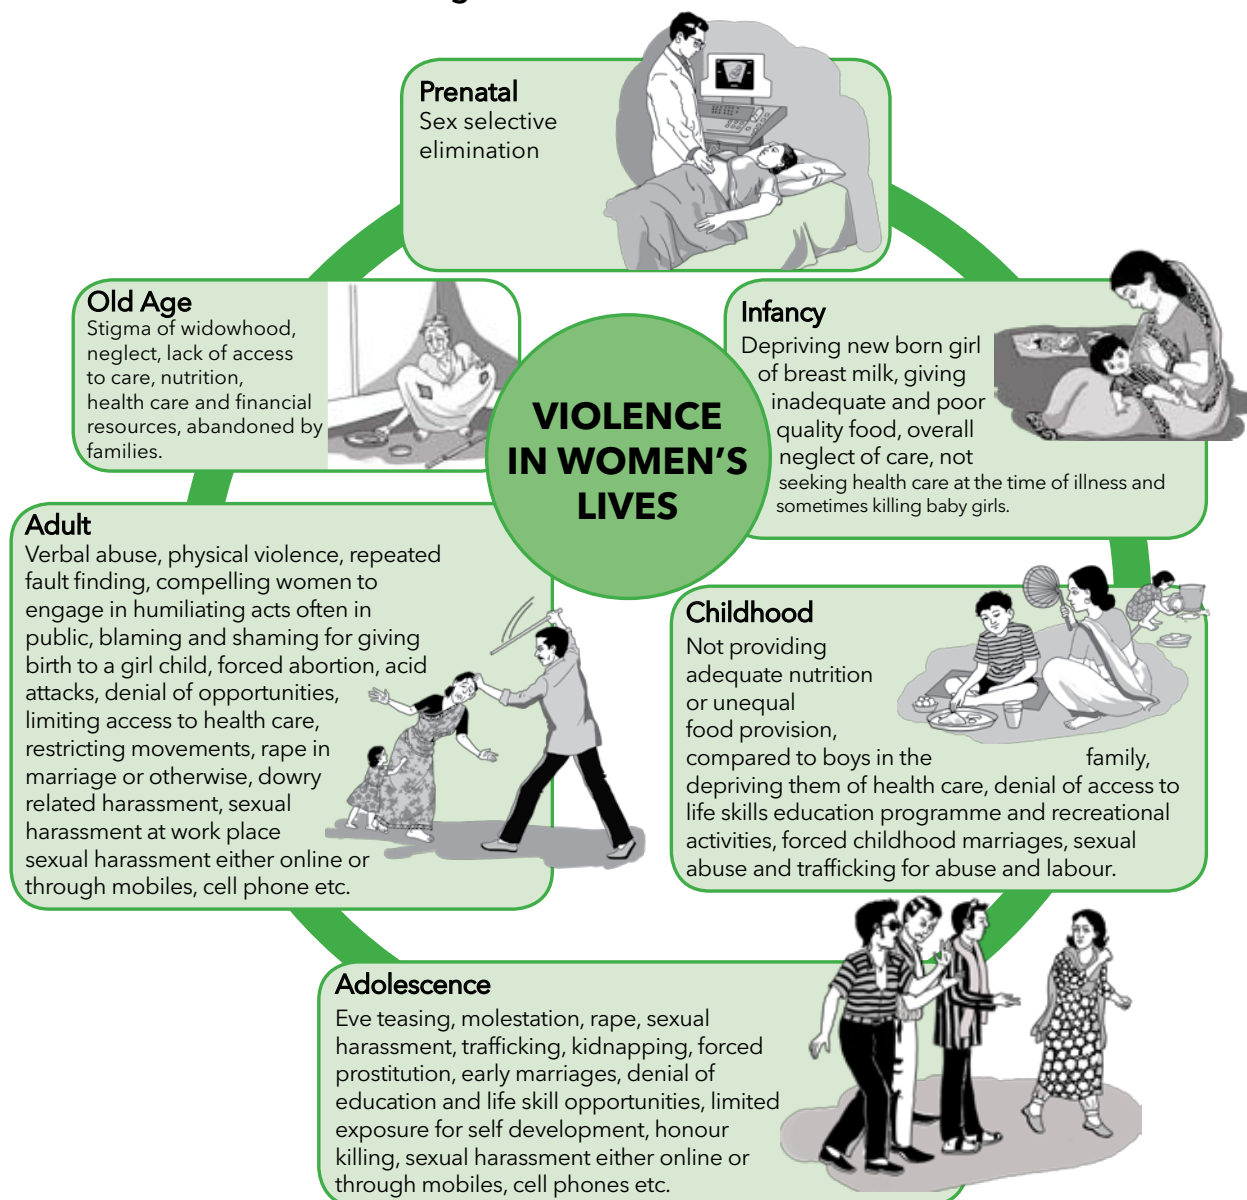 Prenatal
Sex selective
elimination
Old Age
Stigma of widowhood,
neglect, lack of access
to care, nutrition,
health care and financial
resources, abandoned by
families.
Infancy
Depriving new born girl
of breast milk, giving
inadequate and poor
quality food, overall
neglect of care, not
seeking health care at the time of illness and
sometimes killing baby girls.
VIOLENCE
IN WOMEN'S
LIVES
Adult
Verbal abuse, physical violence, repeated
fault finding, compelling women to
engage in humiliating acts often in
public, blaming and shaming for giving
birth to a girl child, forced abortion, acid
attacks, denial of opportunities,
limiting access to health care,
restricting movements, rape in
marriage or otherwise, dowry
related harassment, sexual
harassment at work place
sexual harassment either online or
through mobiles, cell phone etc.
Childhood
Not providing
adequate nutrition
or unequal
food provision,
compared to boys in the family,
depriving them of health care, denial of access to
life skills education programme and recreational
activities, forced childhood marriages, sexual
abuse and trafficking for abuse and labour.
Adolescence
Eve teasing, molestation, rape, sexual
harassment, trafficking, kidnapping, forced
prostitution, early marriages, denial of
education and life skill opportunities, limited
exposure for self development, honour
killing, sexual harassment either online or
through mobiles, cell phones etc.